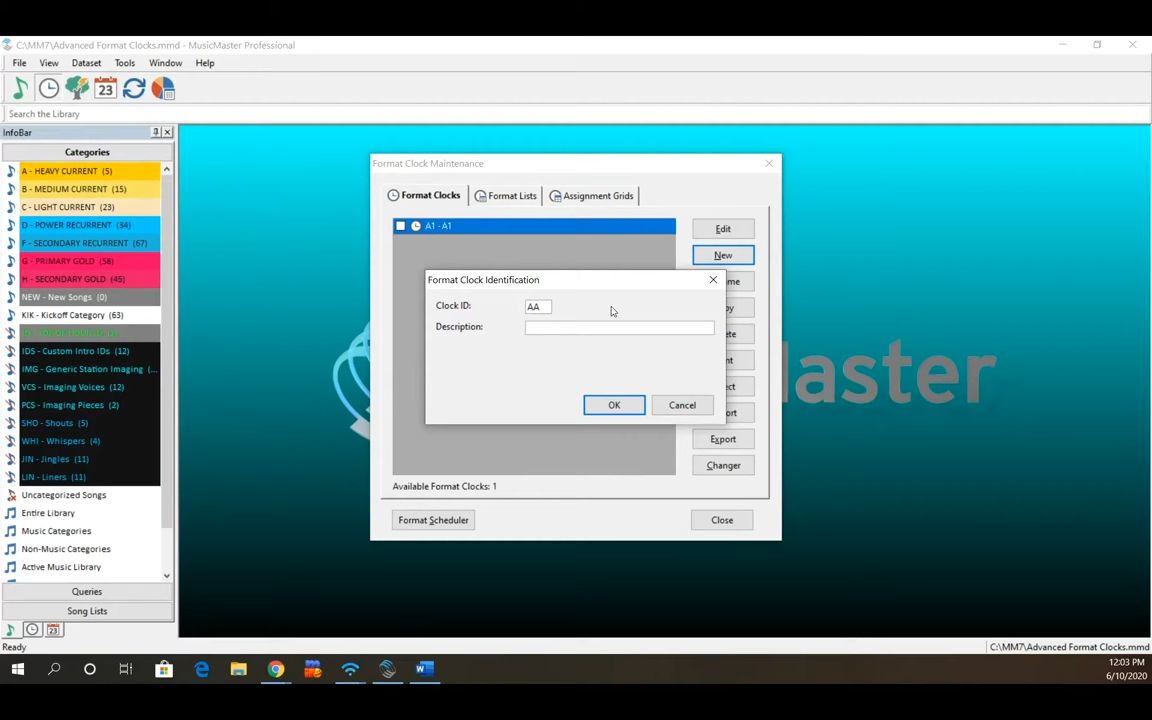 C:\MM7\Advanced Format Clocks.mmd - MusicMaster Professional
File View Dataset Tools Window Help
23
Search the Library
InfoBar
Categories
A - HEAVY CURRENT (5)
B - MEDIUM CURRENT (15)
C - LIGHT CURRENT (23)
D - POWER RECURRENT (34)
F - SECONDARY RECURRENT (67)
G - PRIMARY GOLD (58)
H - SECONDARY GOLD (45)
NEW - New Songs (0)
KIK - Kickoff Category (63)
IDS - Custom Intro IDs (12)
IMG - Generic Station Imaging (...
VCS - Imaging Voices (12)
PCS - Imaging Pieces (2)
SHO - Shouts (5)
WHI - Whispers (4)
JIN - Jingles (11)
LIN - Liners (11)
Uncategorized Songs
Entire Library
Music Categories
Non-Music Categories
Active Music Library
Queries
Song Lists
23
Ready
Format Clock Maintenance
Format Clocks Format Lists Assignment Grids
A1 - A1
Edit
New
Format Clock Identification
Clock ID: AA
Description:
OK Cancel
me
py
ete
nt
ect
ort
Export
Changer
Available Format Clocks: 1
Format Scheduler Close
Master
C:\MM7\Advanced Format Clocks.mmd
12:03 PM
6/10/2020